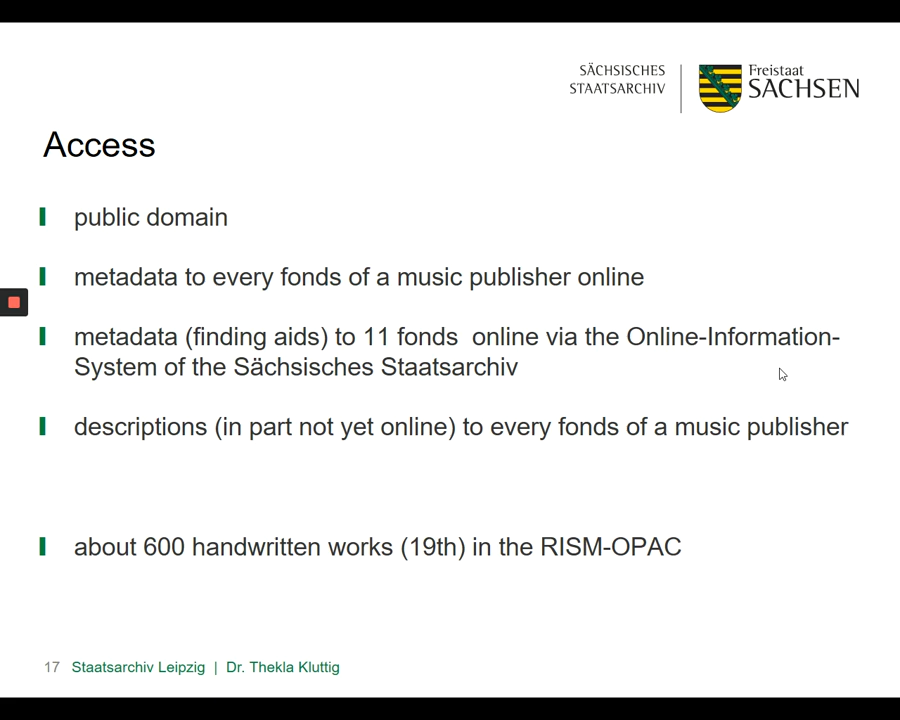 SÄCHSISCHES
STAATSARCHIV
Freistaat
SACHSEN
Access
public domain
metadata to every fonds of a music publisher online
metadata (finding aids) to 11 fonds  online via the Online-Information-
System of the Sächsisches Staatsarchiv
descriptions (in part not yet online) to every fonds of a music publisher
about 600 handwritten works (19th) in the RISM-OPAC
17 Staatsarchiv Leipzig | Dr. Thekla Kluttig